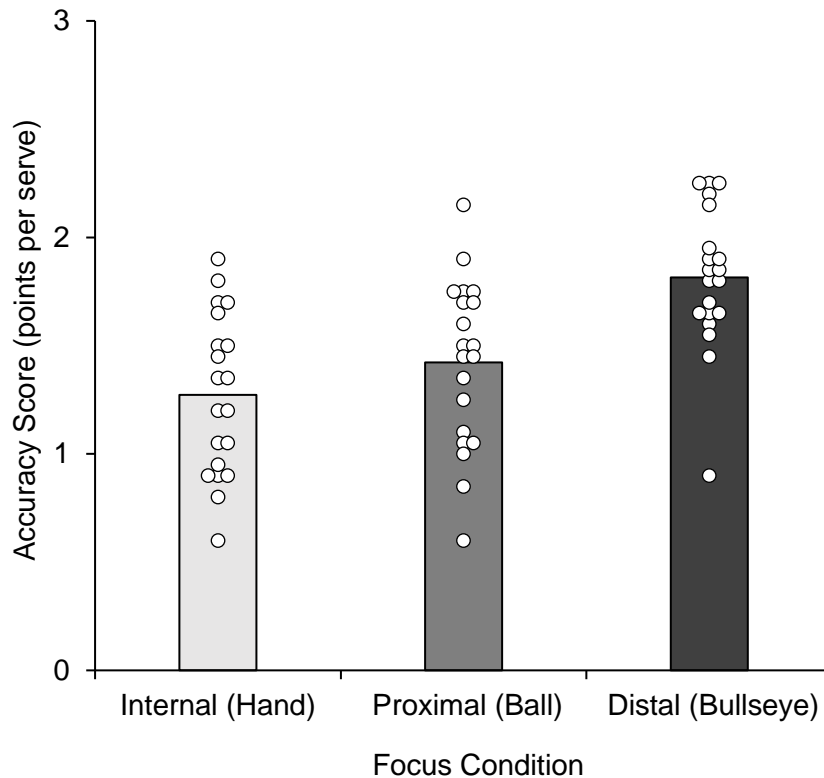 3
2
1
0
Accuracy Score (points per serve)
Internal (Hand)
Proximal (Ball)
Distal (Bullseye)
Focus Condition